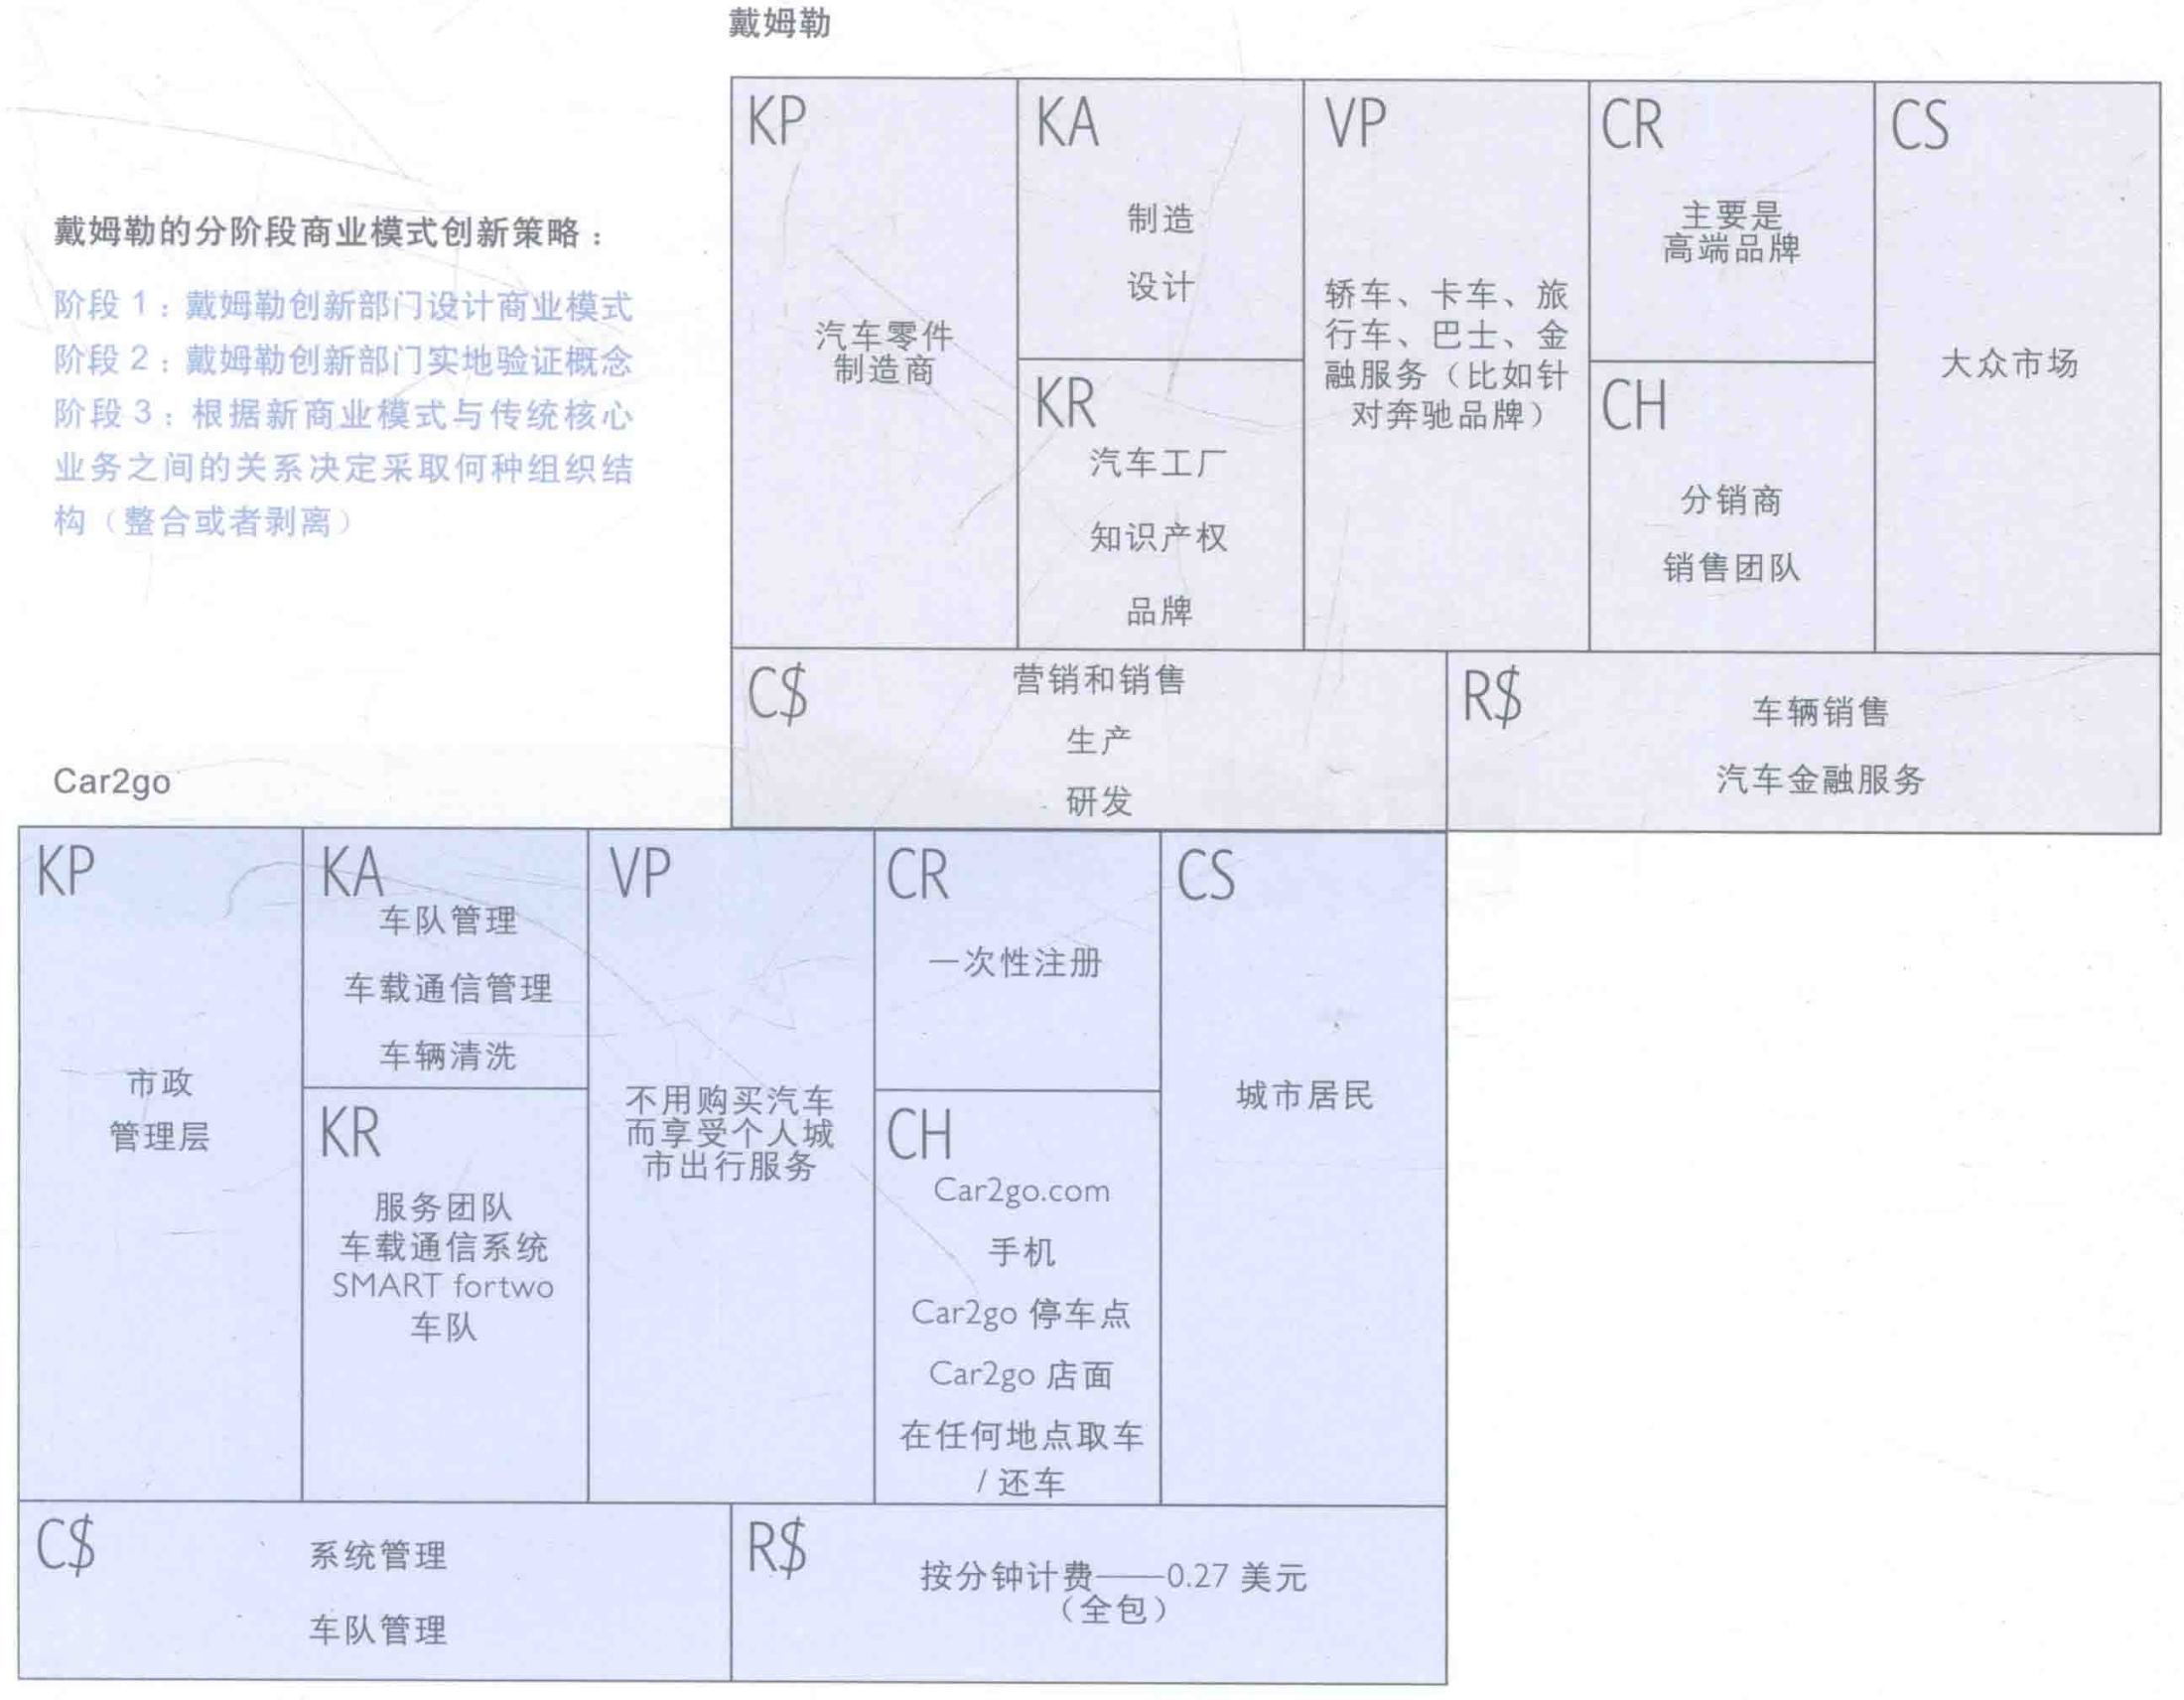 戴姆勒
戴姆勒的分阶段商业模式创新策略：
阶段 1：戴姆勒创新部门设计商业模式
阶段 2：戴姆勒创新部门实地验证概念
阶段 3：根据新商业模式与传统核心
业务之间的关系决定采取何种组织结
构（整合或者剥离）
KP
汽车零件
制造商
KA
制造
设计
KR
汽车工厂
知识产权
品牌
VP
轿车、卡车、旅
行车、巴士、金
融服务（比如针
对奔驰品牌）
CR
主要是
高端品牌
CH
分销商
销售团队
CS
大众市场
C$
营销和销售
生产
研发
R$
车辆销售
汽车金融服务
Car2go
KP
市政
管理层
KA
车队管理
车载通信管理
车辆清洗
KR
服务团队
车载通信系统
SMART fortwo
车队
VP
不用购买汽车
而享受个人城
市出行服务
CR
一次性注册
CH
Car2go.com
手机
Car2go 停车点
Car2go 店面
在任何地点取车
/ 还车
CS
城市居民
C$
系统管理
车队管理
R$
按分钟计费——0.27 美元
（全包）